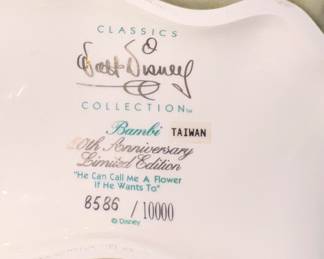 CLASSICS
Walt Disney
COLLECTION™
Bambi TAIWAN
50th Anniversary
Limited Edition
"He Can Call Me A Flower
If He Wants To"
8586 / 10000
© Disney